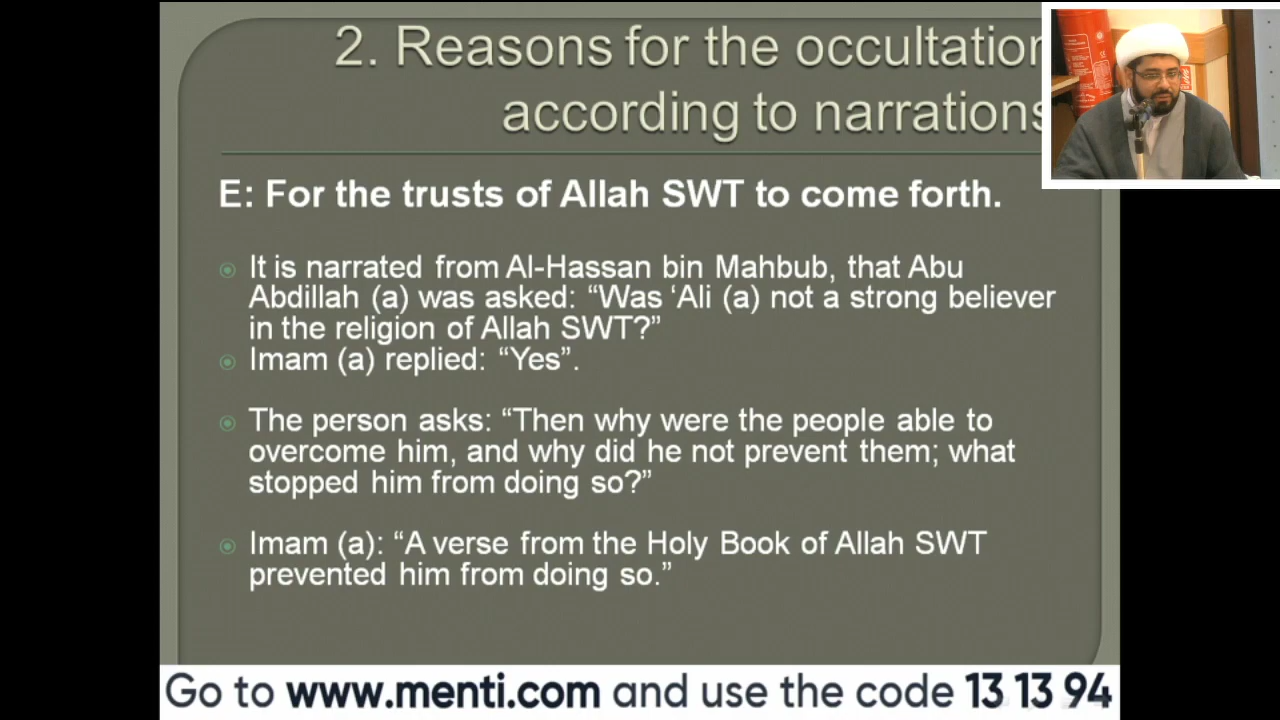 2. Reasons for the occultation
according to narrations
E: For the trusts of Allah SWT to come forth.
It is narrated from Al-Hassan bin Mahbub, that Abu
Abdillah (a) was asked: “Was ‘Ali (a) not a strong believer
in the religion of Allah SWT?”
Imam (a) replied: “Yes”.
The person asks: “Then why were the people able to
overcome him, and why did he not prevent them; what
stopped him from doing so?”
Imam (a): “A verse from the Holy Book of Allah SWT
prevented him from doing so.”
Go to www.menti.com and use the code 13 13 94